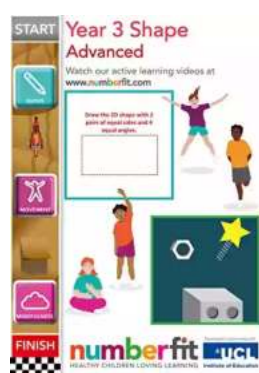 START
Year 3 Shape
Advanced
Watch our active learning videos at
www.numberfit.com
Draw the 2D shape with 2
pairs of equal sides and 4
equal angles.
MOVEMENT
MINDFULNESS
FINISH
numberfit
HEALTHY CHILDREN LOVING LEARNING
UCL
Institute of Education